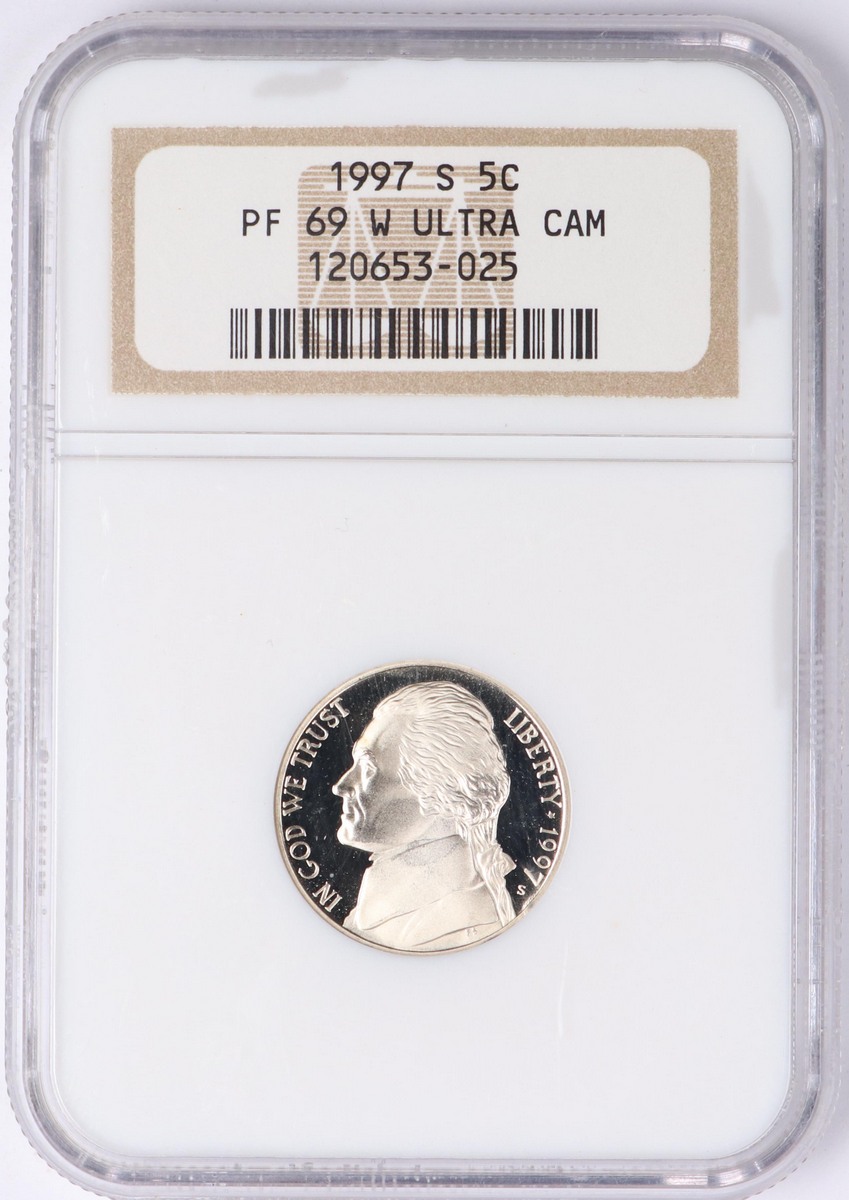 1997 S 5C
PF 69 W ULTRA CAM
120653-025
IN GOD WE TRUST
LIBERTY * 1997
S